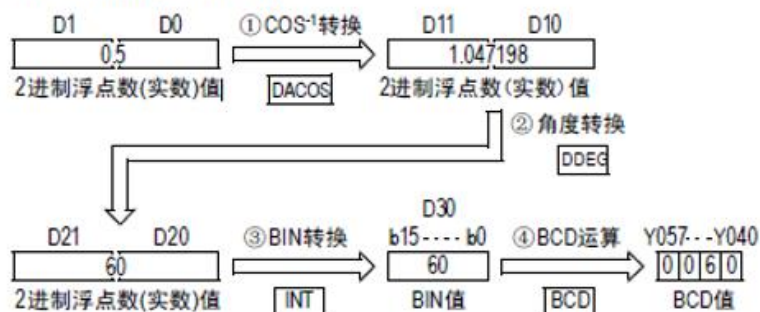 D1 D0 ①COS⁻¹转换 D11 D10
0.5 1.047198
2进制浮点数(实数)值 DACOS 2进制浮点数(实数)值
②角度转换
DDEG
D30
D21 D20 ③BIN转换 b15----b0 ④BCD运算 Y057---Y040
60 60 0 0 6 0
2进制浮点数(实数)值 INT BIN值 BCD BCD值